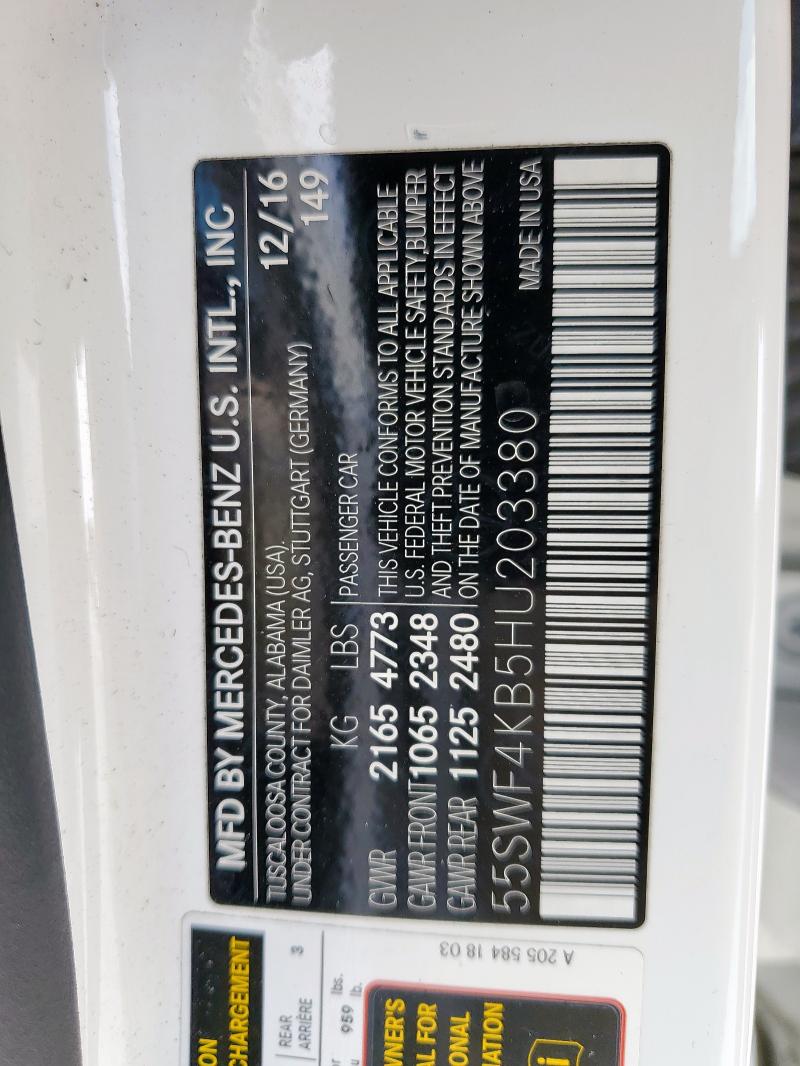 MFD BY MERCEDES-BENZ U.S. INTL., INC
TUSCALOOSA COUNTY, ALABAMA (USA). 12/16
UNDER CONTRACT FOR DAIMLER AG, STUTTGART (GERMANY) 149
KG LBS PASSENGER CAR
GVWR 2165 4773 THIS VEHICLE CONFORMS TO ALL APPLICABLE
GAWR FRONT 1065 2348 U.S. FEDERAL MOTOR VEHICLE SAFETY,BUMPER
GAWR REAR 1125 2480 AND THEFT PREVENTION STANDARDS IN EFFECT
ON THE DATE OF MANUFACTURE SHOWN ABOVE
55SWF4KB5HU203380 MADE IN USA
A 205 584 18 03
ON
CHARGEMENT
REAR
ARRIÈRE 3
or 959 lbs.
lb.
WNER'S
AL FOR
ONAL
ATION
i